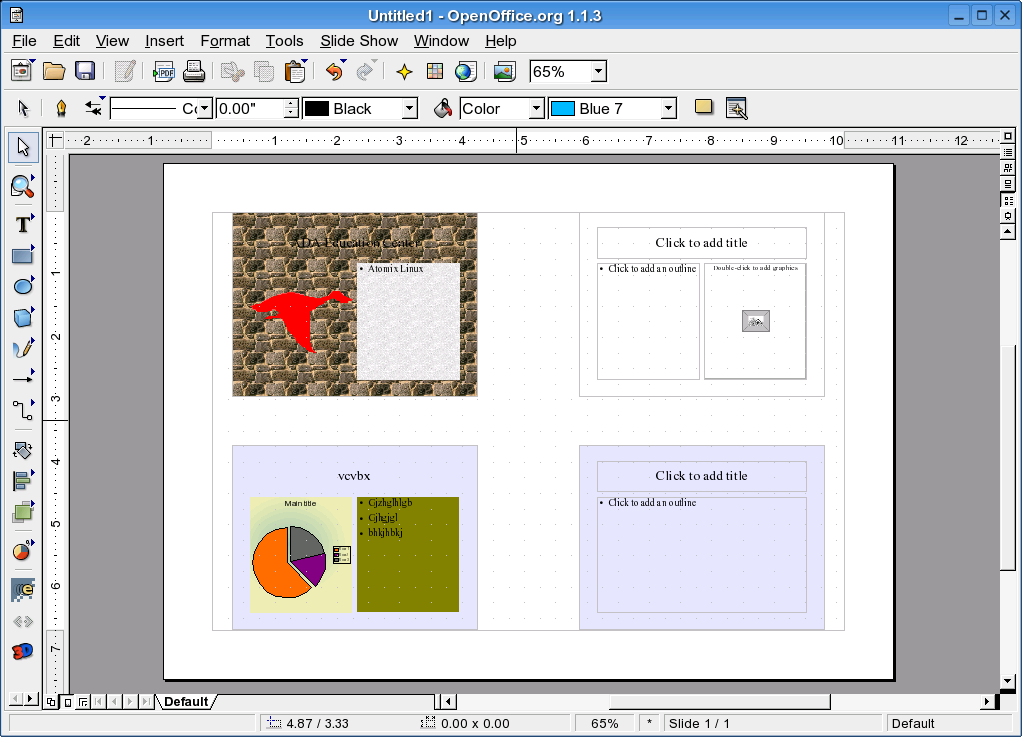 Untitled1 - OpenOffice.org 1.1.3
File Edit View Insert Format Tools Slide Show Window Help
PDF 65%
0.00" Black Color Blue 7
2 1 1 2 3 4 5 6 7 8 9 10 11 12
T
ADA Education Center
• Atomix Linux
Click to add title
• Click to add an outline
Double-click to add graphics
1
2
3
4
5
6
7
vcvbx
Main title
• Gjzhglhlgb
• Gjhgjgl
• bhkjhbkj
Click to add title
• Click to add an outline
Default
4.87 / 3.33 0.00 x 0.00 65% * Slide 1 / 1 Default